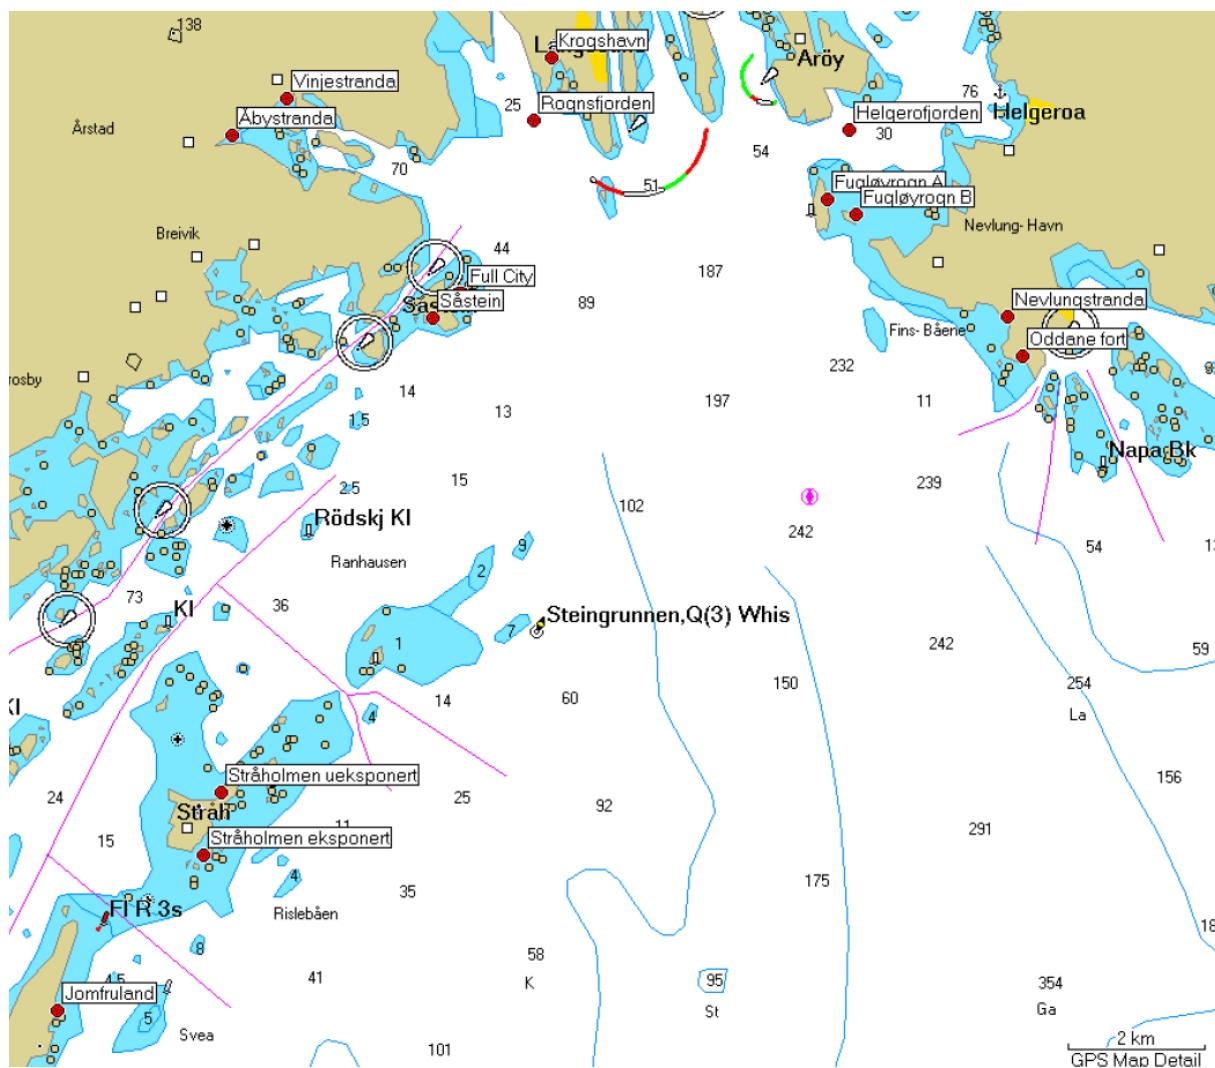 138
Krogshavn
Aröy
Vinjestranda
76
Rognsfjorden
25
Helgeroa
Åbystranda
Helgerofjorden
Årstad
30
54
70
51
Fugløyrogn A
Fugløyrogn B
Breivik
Nevlung-Havn
44
187
Full City
Såstein
89
Nevlungstranda
Fins-Båene
Oddane fort
232
14
197
11
13
1.5
Napa Bk
15
239
2.5
102
Rödskj Kl
242
54
9
Ranhausen
2
73
36
Kl
Steingrunnen,Q(3) Whis
7
1
242
59
150
254
14
60
4
La
Stråholmen ueksponert
156
24
25
92
Stråh
11
291
Stråholmen eksponert
15
4
175
35
Fl R 3s
Rislebåen
8
58
4.5
41
K
95
354
Jomfruland
St
Ga
5
Svea
2 km
101
GPS Map Detail